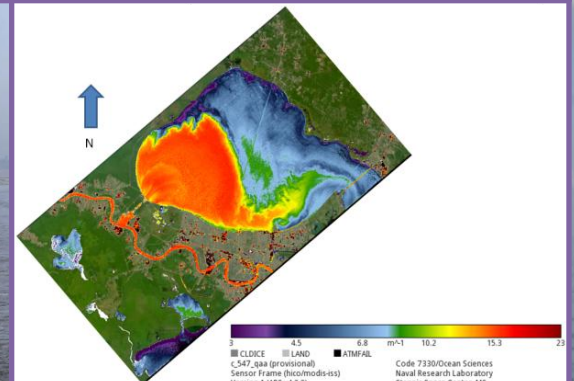 N
3 4.5 6.8 m^-1 10.2 15.3 23
CLDICE LAND ATMFAIL
c_547_qaa (provisional) Code 7330/Ocean Sciences
Sensor Frame (hico/modis-iss) Naval Research Laboratory